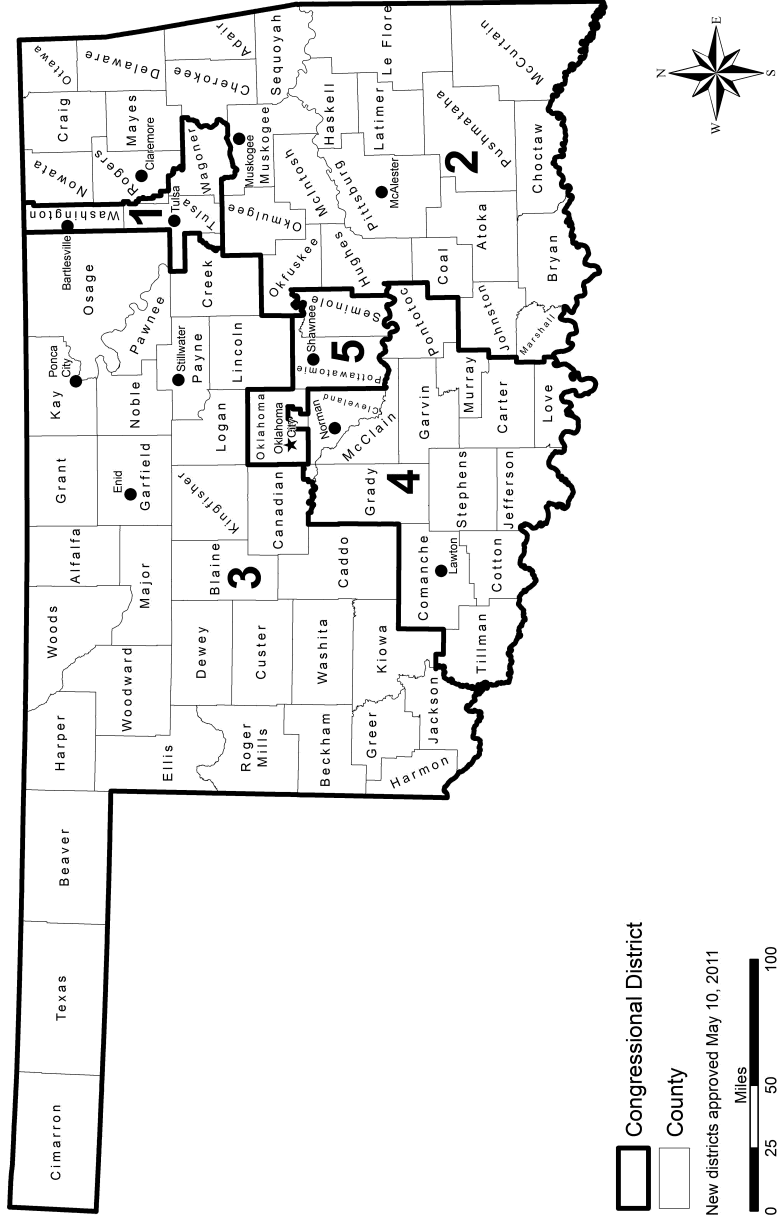 Cimarron
Texas
Beaver
Harper
Woods
Alfalfa
Grant
Kay
Ponca
City
Osage
Bartlesville
Washington
Nowata
Craig
Ottawa
Ellis
Woodward
Major
Garfield
Enid
Noble
Pawnee
Rogers
Claremore
Mayes
Delaware
Roger
Mills
Dewey
Blaine
Kingfisher
Logan
Payne
Stillwater
Creek
Tulsa
Tulsa
1
Wagoner
Cherokee
Adair
Custer
3
Canadian
Oklahoma
Oklahoma
City
Lincoln
Okmulgee
Muskogee
Muskogee
Sequoyah
Beckham
Washita
Caddo
Grady
4
McClain
Cleveland
Norman
Pottawatomie
5
Shawnee
Seminole
Okfuskee
Hughes
McIntosh
Pittsburg
McAlester
Haskell
Latimer
Le Flore
Harmon
Greer
Kiowa
Jackson
Comanche
Lawton
Tillman
Cotton
Stephens
Jefferson
Garvin
Murray
Carter
Love
Pontotoc
Johnston
Marshall
Coal
Atoka
2
Pushmataha
McCurtain
Bryan
Choctaw
Congressional District
County
New districts approved May 10, 2011
0 25 50 100
Miles
N
W E
S